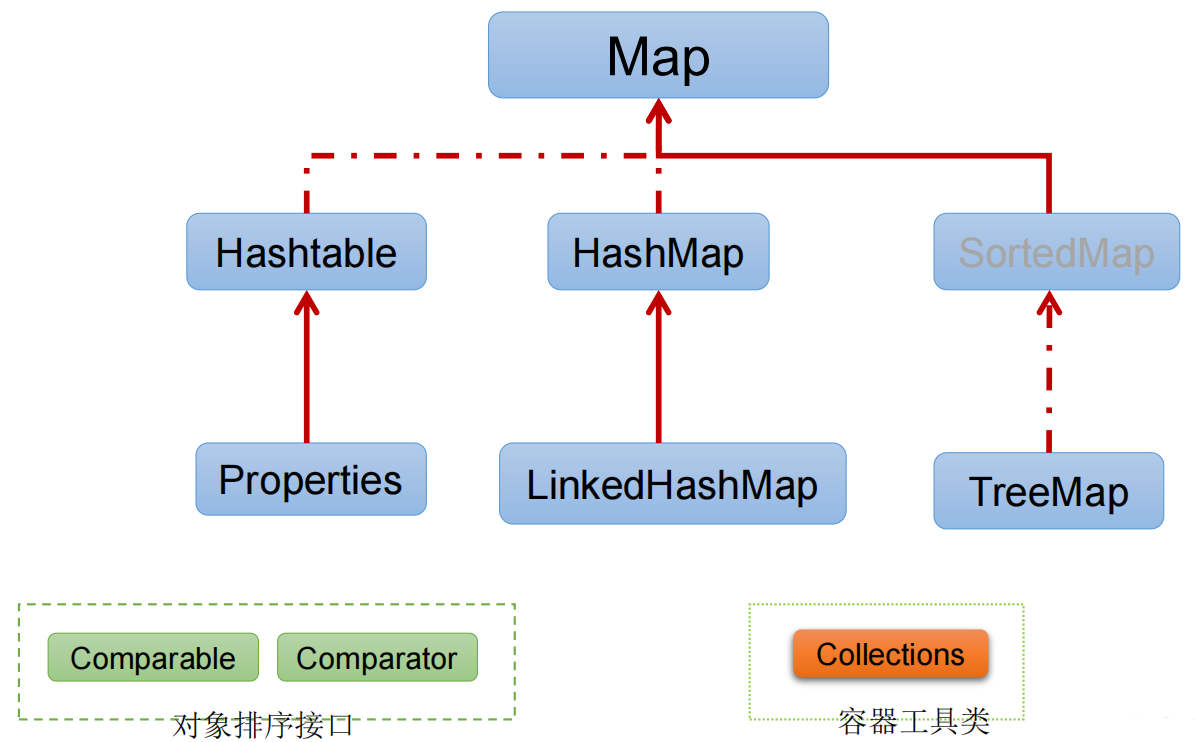 Map
Hashtable
HashMap
SortedMap
Properties
LinkedHashMap
TreeMap
Comparable
Comparator
对象排序接口
Collections
容器工具类